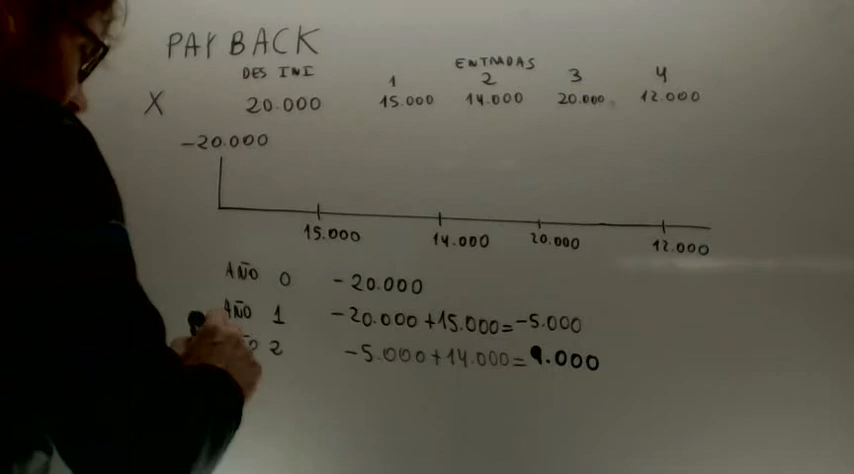 PAYBACK
ENTRADAS
DES INI 1 2 3 4
X 20.000 15.000 14.000 20.000 12.000
-20.000
15.000 14.000 20.000 12.000
AÑO 0 -20.000
AÑO 1 -20.000+15.000=-5.000
2 -5.000+14.000=9.000